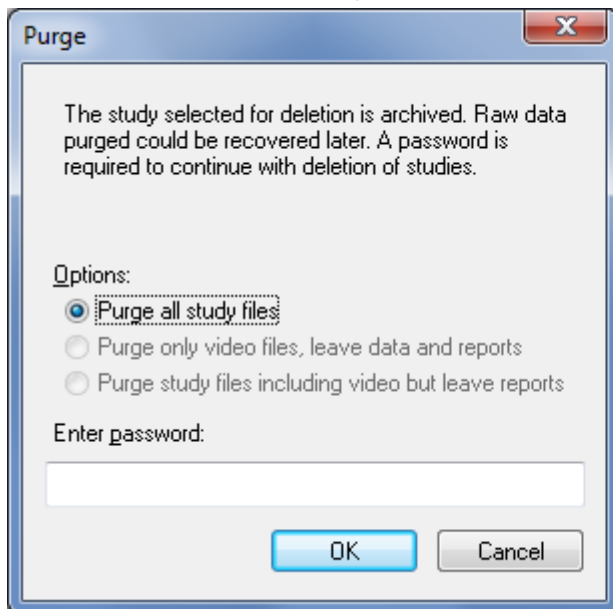 Purge
The study selected for deletion is archived. Raw data
purged could be recovered later. A password is
required to continue with deletion of studies.
Options:
Purge all study files
Purge only video files, leave data and reports
Purge study files including video but leave reports
Enter password:
OK Cancel